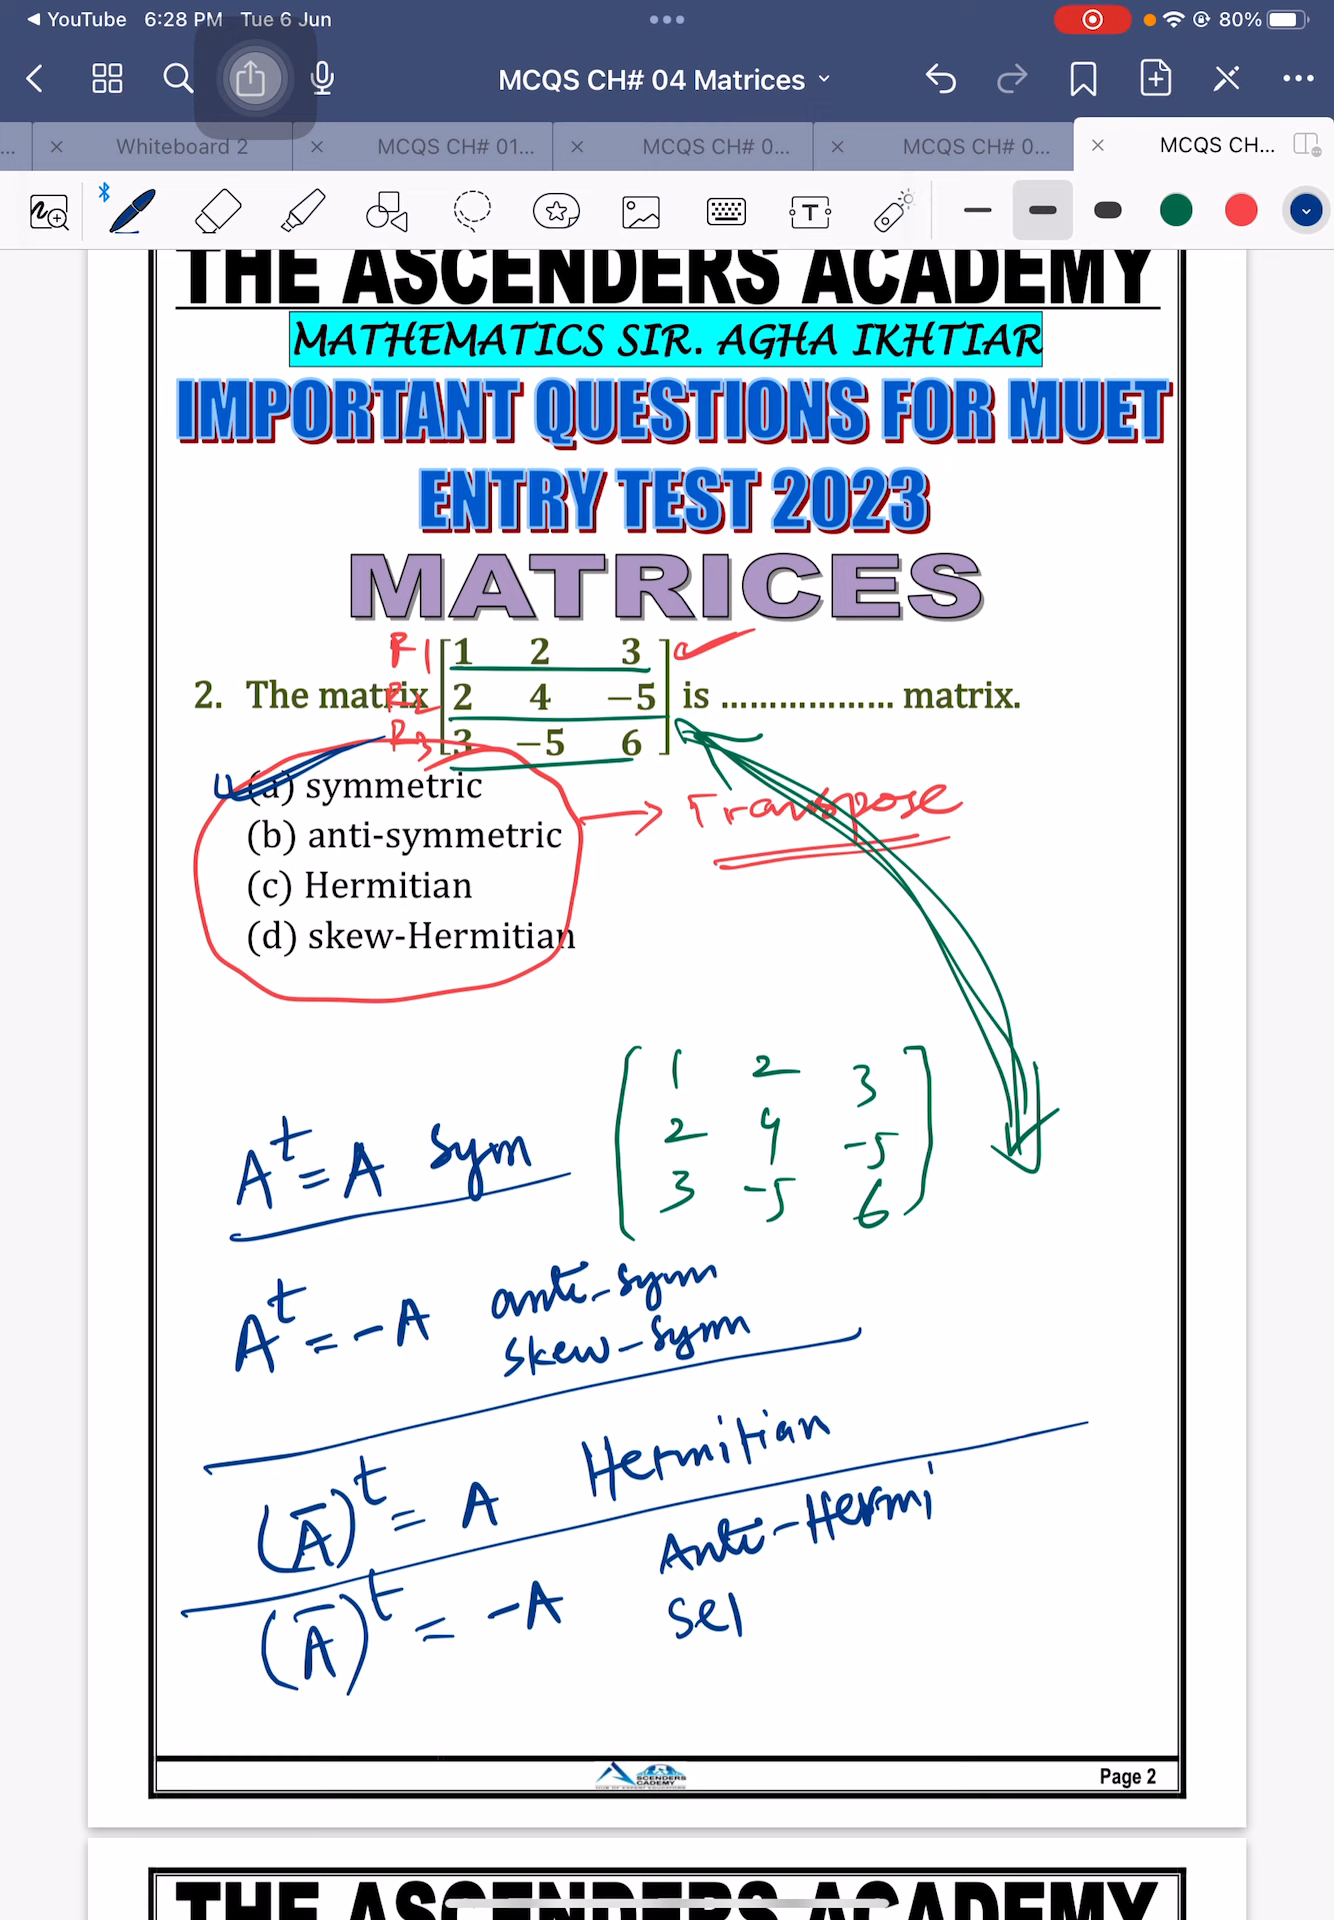 YouTube 6:28 PM Tue 6 Jun 80%
MCQS CH# 04 Matrices
... Whiteboard 2 MCQS CH# 01... MCQS CH# 0... MCQS CH# 0... MCQS CH...
THE ASCENDERS ACADEMY
MATHEMATICS SIR. AGHA IKHTIAR
IMPORTANT QUESTIONS FOR MUET
ENTRY TEST 2023
MATRICES
R1 1 2 3
2. The matrix R2 2 4 −5 is .................. matrix.
R3 3 −5 6
(a) symmetric
Transpose
(b) anti-symmetric
(c) Hermitian
(d) skew-Hermitian
1 2 3
2 4 -5
3 -5 6
A^t = A Sym
A^t = -A anti-symm
skew-symm
(Ā)^t = A Hermitian
(Ā)^t = -A Anti-Hermi
ASCENDERS ACADEMY
Page 2
THE ASCENDERS ACADEMY